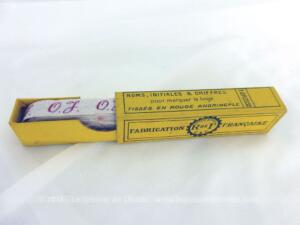 O.J. O.J.
NOMS, INITIALES & CHIFFRES
pour marquer le linge
TISSÉS EN ROUGE ANDRINOPLE
FABRICATION
FRANÇAISE